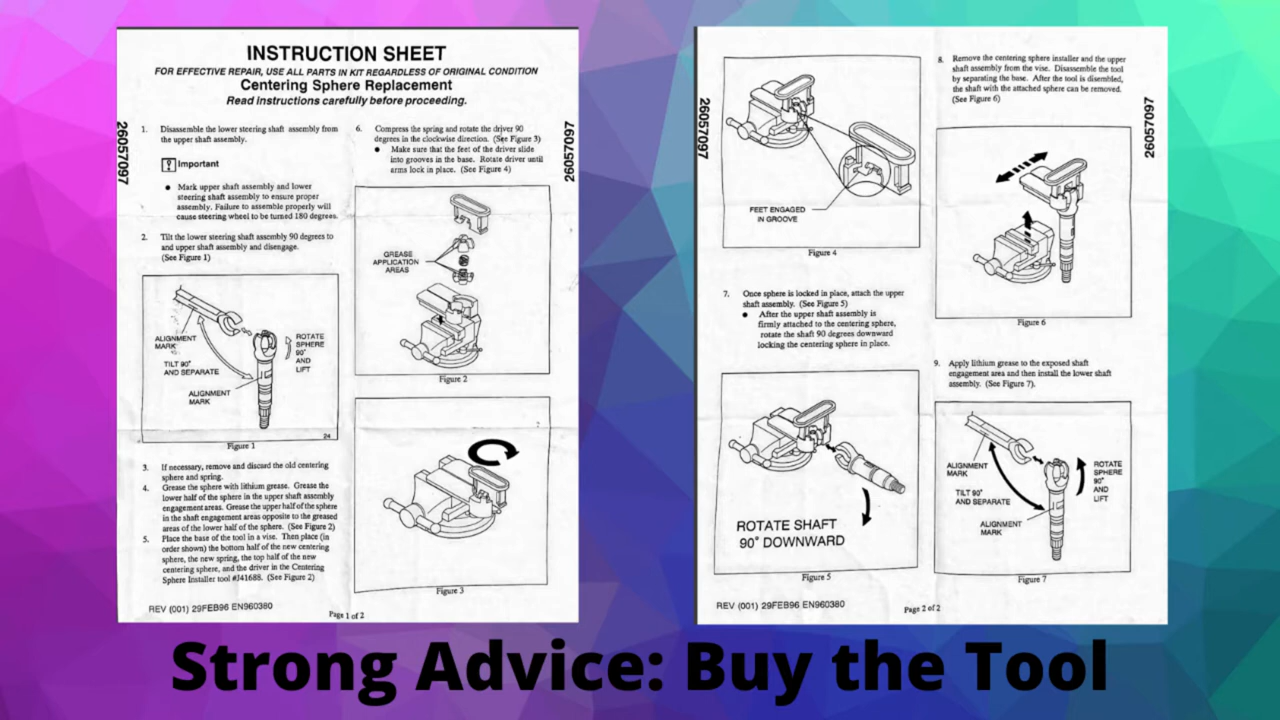 INSTRUCTION SHEET
FOR EFFECTIVE REPAIR, USE ALL PARTS IN KIT REGARDLESS OF ORIGINAL CONDITION
Centering Sphere Replacement
Read instructions carefully before proceeding.
26057097
1. Disassemble the lower steering shaft assembly from
the upper shaft assembly.
Important
• Mark upper shaft assembly and lower
steering shaft assembly to ensure proper
assembly. Failure to assemble properly will
cause steering wheel to be turned 180 degrees.
2. Tilt the lower steering shaft assembly 90 degrees to
and upper shaft assembly and disengage.
(See Figure 1)
ALIGNMENT
MARK
TILT 90°
AND SEPARATE
ALIGNMENT
MARK
ROTATE
SPHERE
90°
AND
LIFT
24
Figure 1
3. If necessary, remove and discard the old centering
sphere and spring.
4. Grease the sphere with lithium grease. Grease the
lower half of the sphere in the upper shaft assembly
engagement areas. Grease the upper half of the sphere
in the shaft engagement areas opposite to the greased
areas of the lower half of the sphere. (See Figure 2)
5. Place the base of the tool in a vise. Then place (in
order shown) the bottom half of the new centering
sphere, the new spring, the top half of the new
centering sphere, and the driver in the Centering
Sphere Installer tool #J41688. (See Figure 2)
REV (001) 29FEB96 EN960380
6. Compress the spring and rotate the driver 90
degrees in the clockwise direction. (See Figure 3)
• Make sure that the feet of the driver slide
into grooves in the base. Rotate driver until
arms lock in place. (See Figure 4)
26057097
GREASE
APPLICATION
AREAS
Figure 2
Figure 3
Page 1 of 2
26057097
FEET ENGAGED
IN GROOVE
Figure 4
7. Once sphere is locked in place, attach the upper
shaft assembly. (See Figure 5)
• After the upper shaft assembly is
firmly attached to the centering sphere,
rotate the shaft 90 degrees downward
locking the centering sphere in place.
ROTATE SHAFT
90° DOWNWARD
Figure 5
REV (001) 29FEB96 EN960380
8. Remove the centering sphere installer and the upper
shaft assembly from the vise. Disassemble the tool
by separating the base. After the tool is disembled,
the shaft with the attached sphere can be removed.
(See Figure 6)
26057097
Figure 6
9. Apply lithium grease to the exposed shaft
engagement area and then install the lower shaft
assembly. (See Figure 7).
ALIGNMENT
MARK
TILT 90°
AND SEPARATE
ALIGNMENT
MARK
ROTATE
SPHERE
90°
AND
LIFT
Figure 7
Page 2 of 2
Strong Advice: Buy the Tool